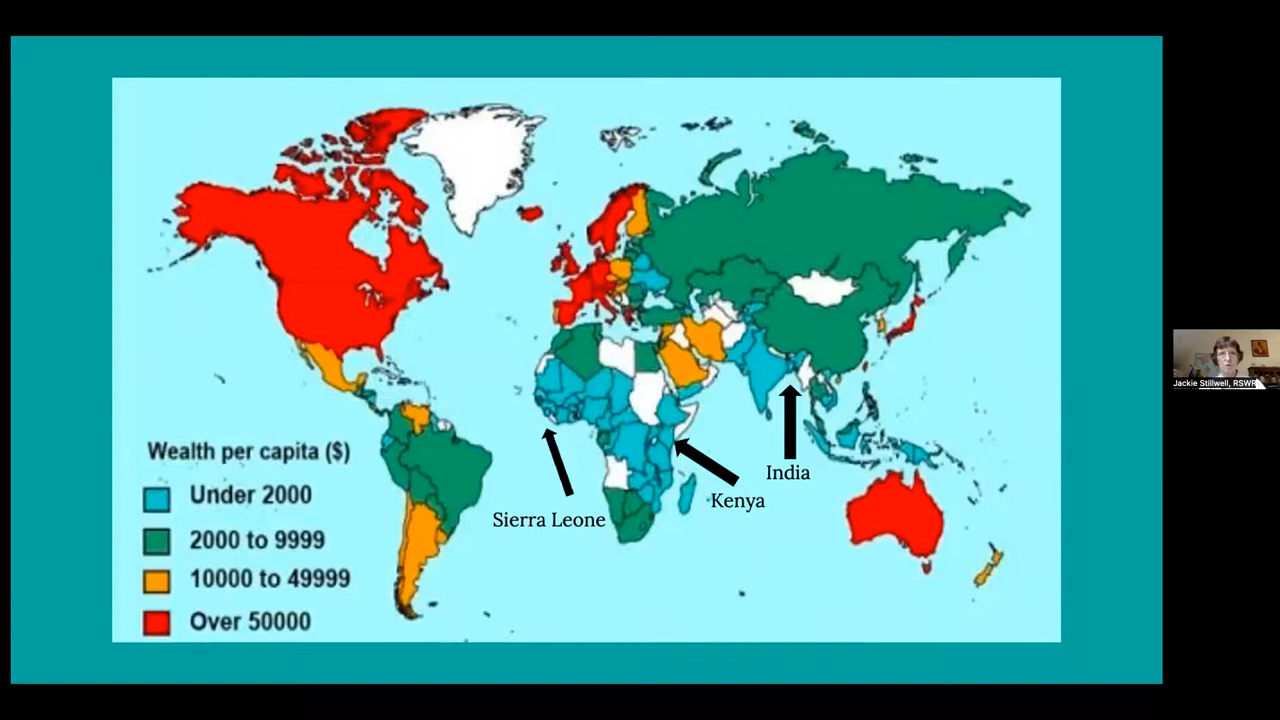 Wealth per capita ($)
Under 2000
2000 to 9999
10000 to 49999
Over 50000
Sierra Leone
Kenya
India
Jackie Stillwell, RSWR